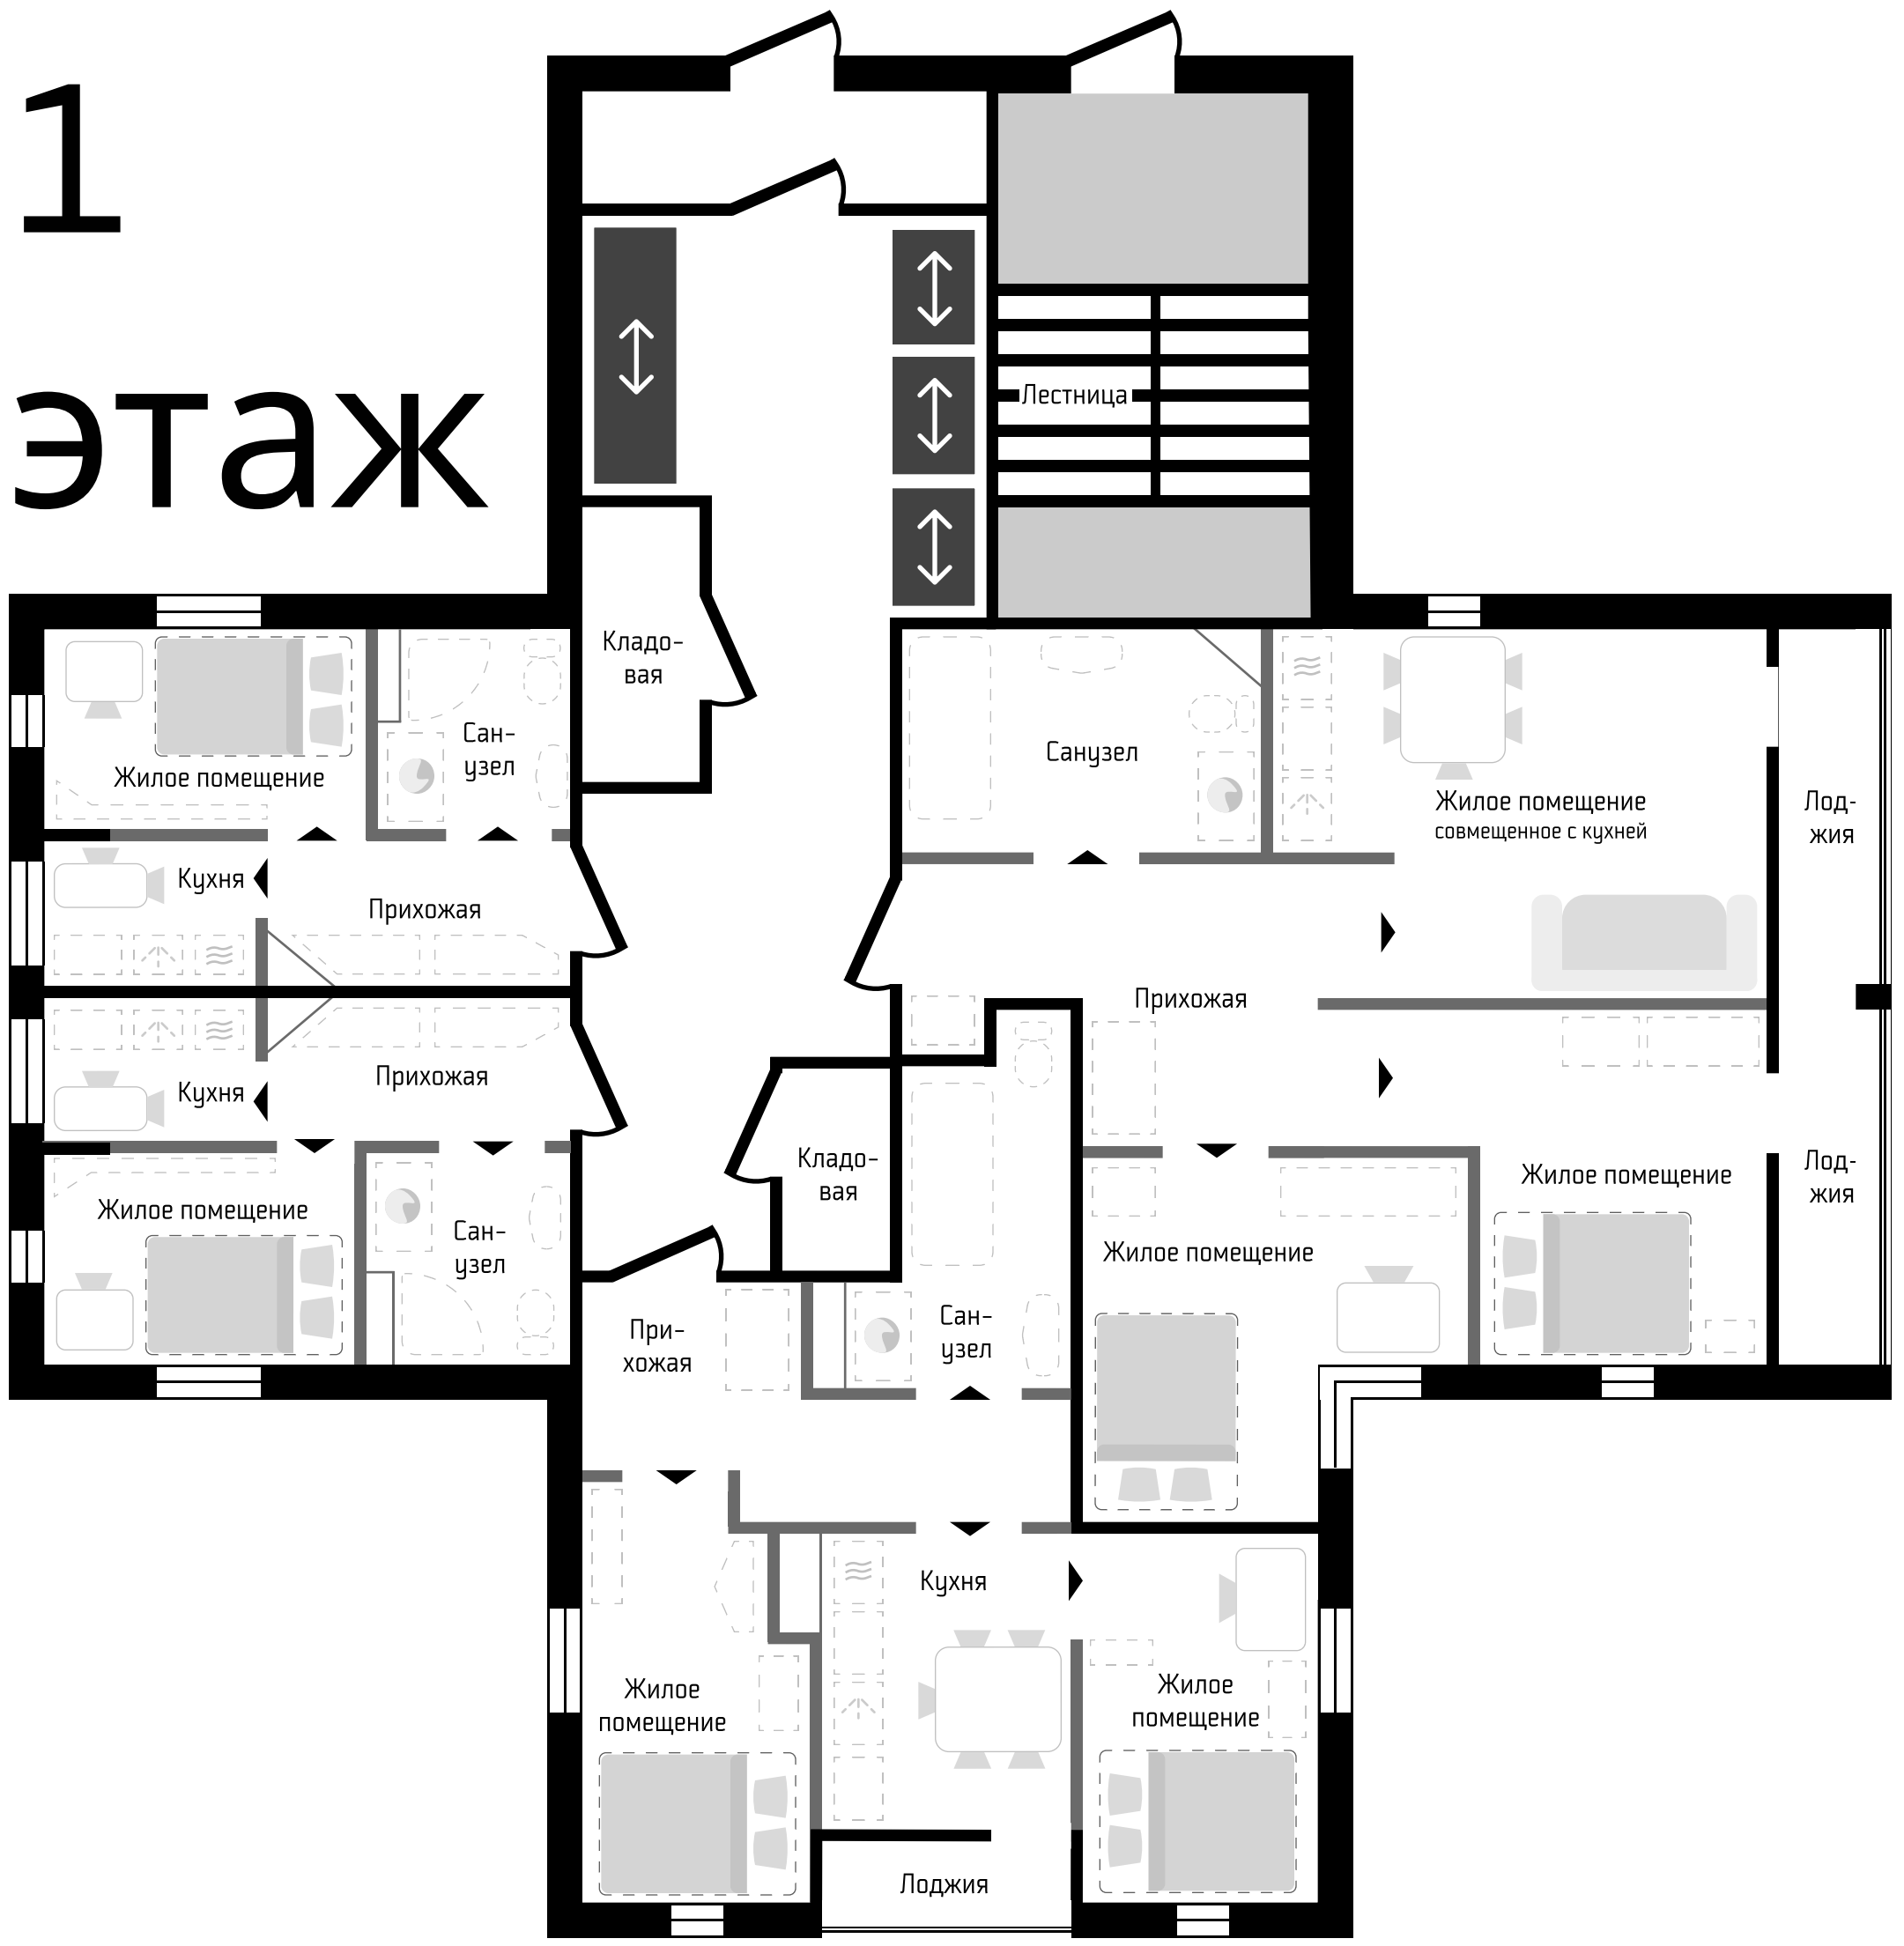 1
этаж
Лестница
Кладо-
вая
Сан-
узел
Жилое помещение
Санузел
Жилое помещение
совмещенное с кухней
Лод-
жия
Кухня
Прихожая
Прихожая
Прихожая
Кухня
Кладо-
вая
Жилое помещение
Лод-
жия
Жилое помещение
Сан-
узел
Жилое помещение
При-
хожая
Сан-
узел
Кухня
Жилое
помещение
Жилое
помещение
Лоджия